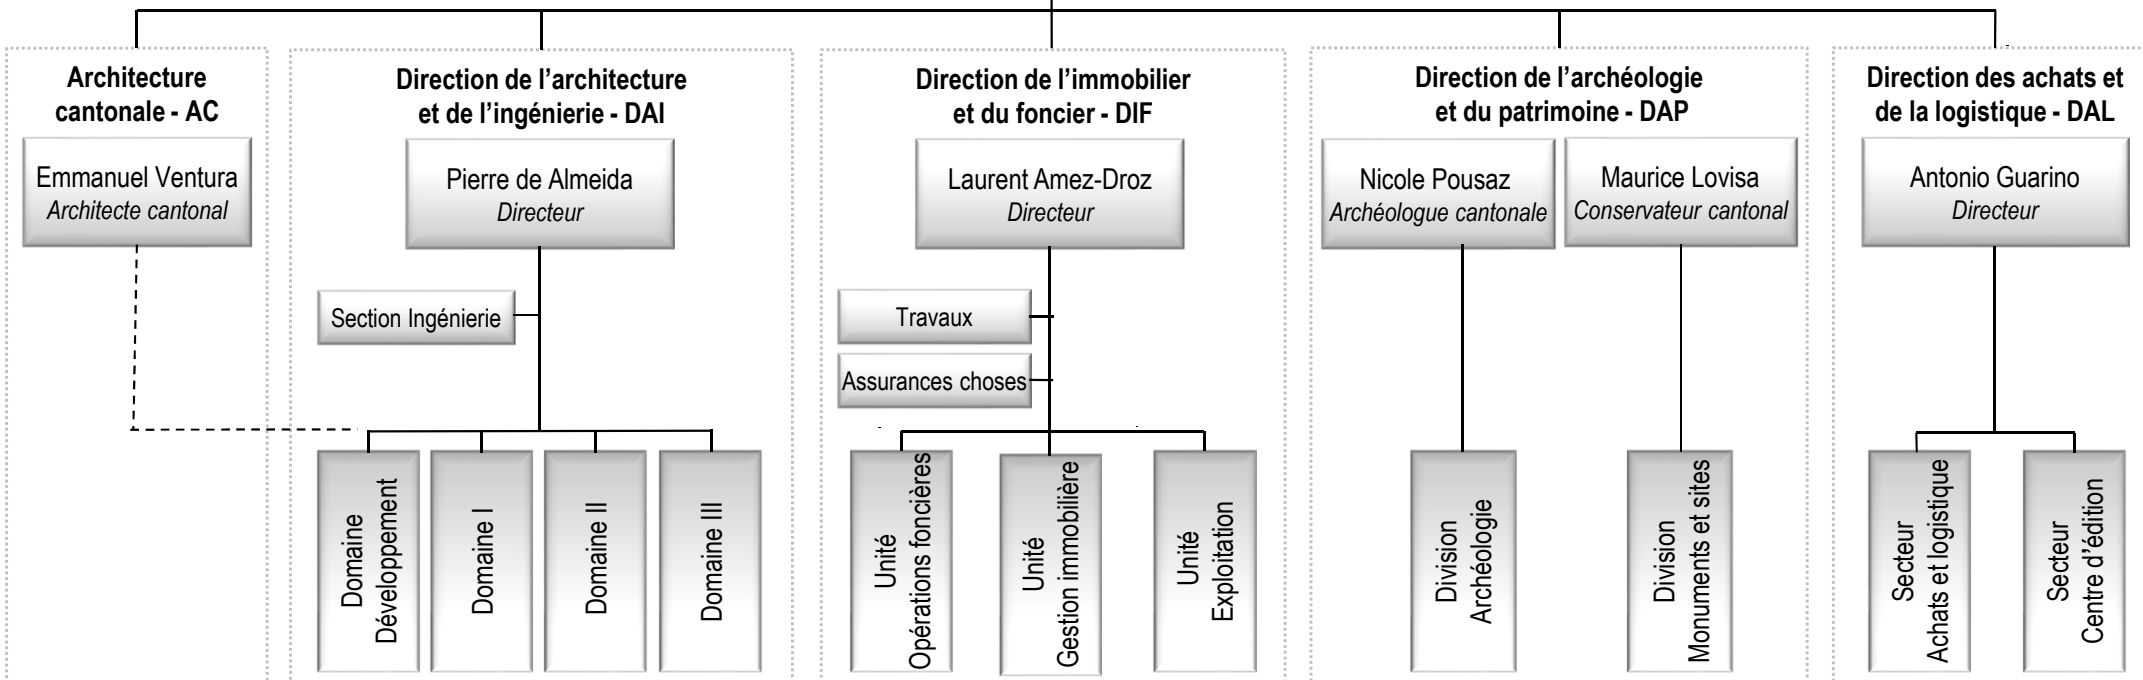 Architecture
cantonale - AC
Emmanuel Ventura
Architecte cantonal
Direction de l’architecture
et de l’ingénierie - DAI
Pierre de Almeida
Directeur
Section Ingénierie
Domaine
Développement
Domaine I
Domaine II
Domaine III
Direction de l’immobilier
et du foncier - DIF
Laurent Amez-Droz
Directeur
Travaux
Assurances choses
Unité
Opérations foncières
Unité
Gestion immobilière
Unité
Exploitation
Direction de l’archéologie
et du patrimoine - DAP
Nicole Pousaz
Archéologue cantonale
Maurice Lovisa
Conservateur cantonal
Division
Archéologie
Division
Monuments et sites
Direction des achats et
de la logistique - DAL
Antonio Guarino
Directeur
Secteur
Achats et logistique
Secteur
Centre d’édition